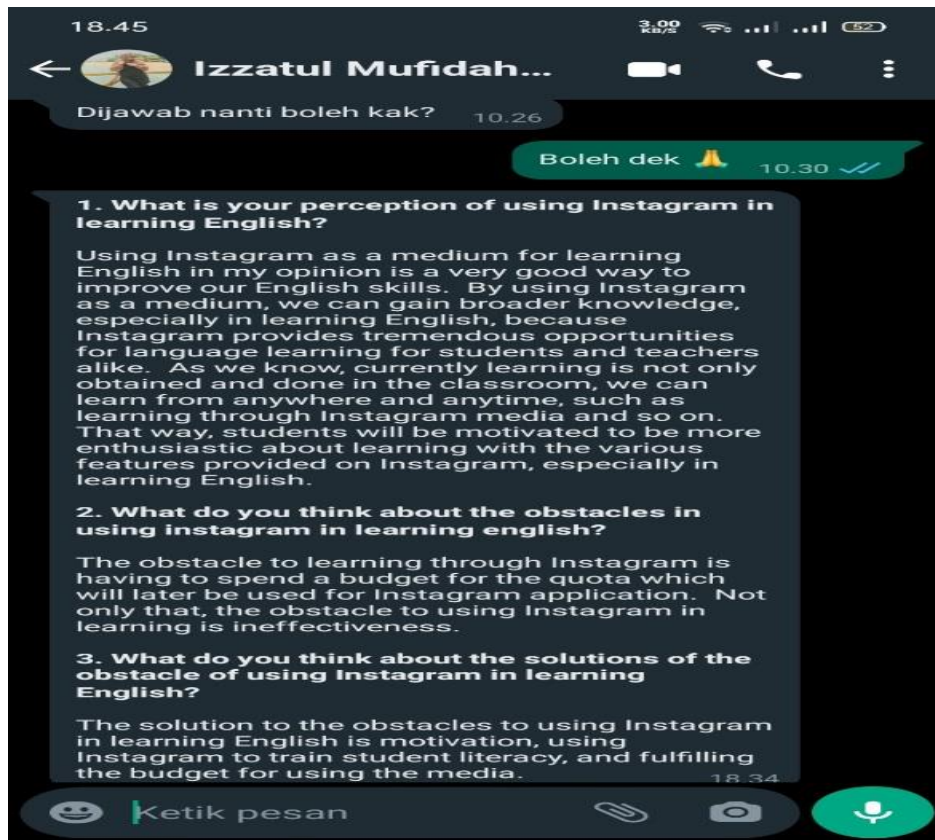 18.45
3.00 KB/S
52
Izzatul Mufidah...
Dijawab nanti boleh kak? 10.26
Boleh dek 🙏 10.30
1. What is your perception of using Instagram in
learning English?
Using Instagram as a medium for learning
English in my opinion is a very good way to
improve our English skills. By using Instagram
as a medium, we can gain broader knowledge,
especially in learning English, because
Instagram provides tremendous opportunities
for language learning for students and teachers
alike. As we know, currently learning is not only
obtained and done in the classroom, we can
learn from anywhere and anytime, such as
learning through Instagram media and so on.
That way, students will be motivated to be more
enthusiastic about learning with the various
features provided on Instagram, especially in
learning English.
2. What do you think about the obstacles in
using instagram in learning english?
The obstacle to learning through Instagram is
having to spend a budget for the quota which
will later be used for Instagram application. Not
only that, the obstacle to using Instagram in
learning is ineffectiveness.
3. What do you think about the solutions of the
obstacle of using Instagram in learning
English?
The solution to the obstacles to using Instagram
in learning English is motivation, using
Instagram to train student literacy, and fulfilling
the budget for using the media. 18.34
Ketik pesan